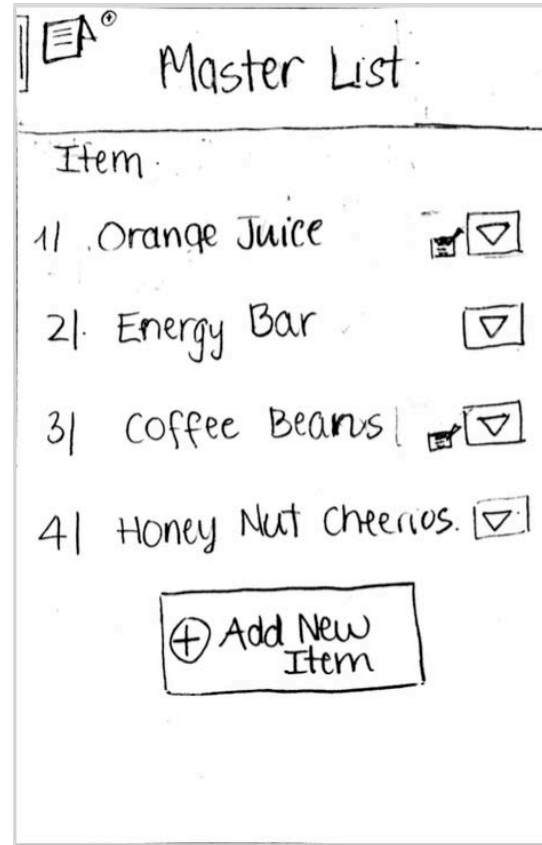 Master List
Item
1| Orange Juice
2| Energy Bar
3| Coffee Beans
4| Honey Nut Cheerios.
Add New
Item